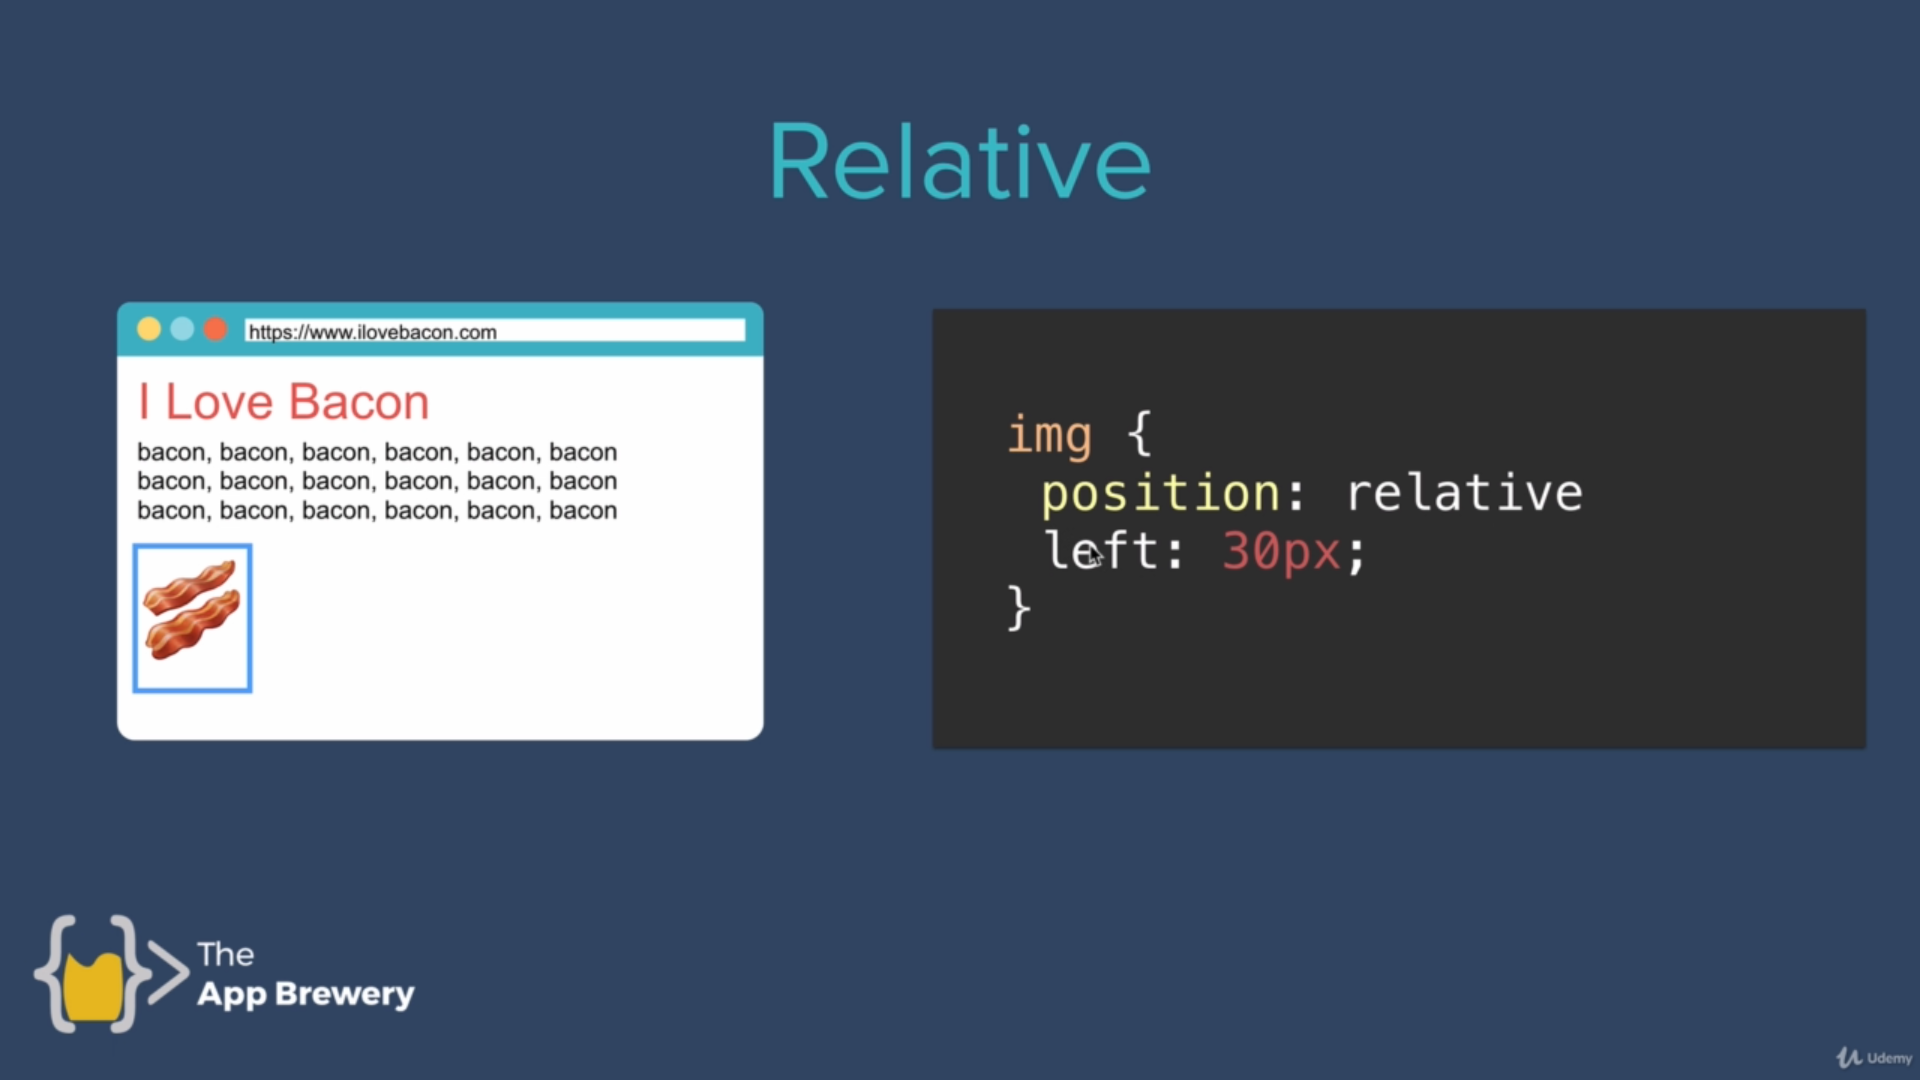 Relative
https://www.ilovebacon.com
I Love Bacon
bacon, bacon, bacon, bacon, bacon, bacon
bacon, bacon, bacon, bacon, bacon, bacon
bacon, bacon, bacon, bacon, bacon, bacon
img {
position: relative
left: 30px;
}
The
App Brewery
Udemy